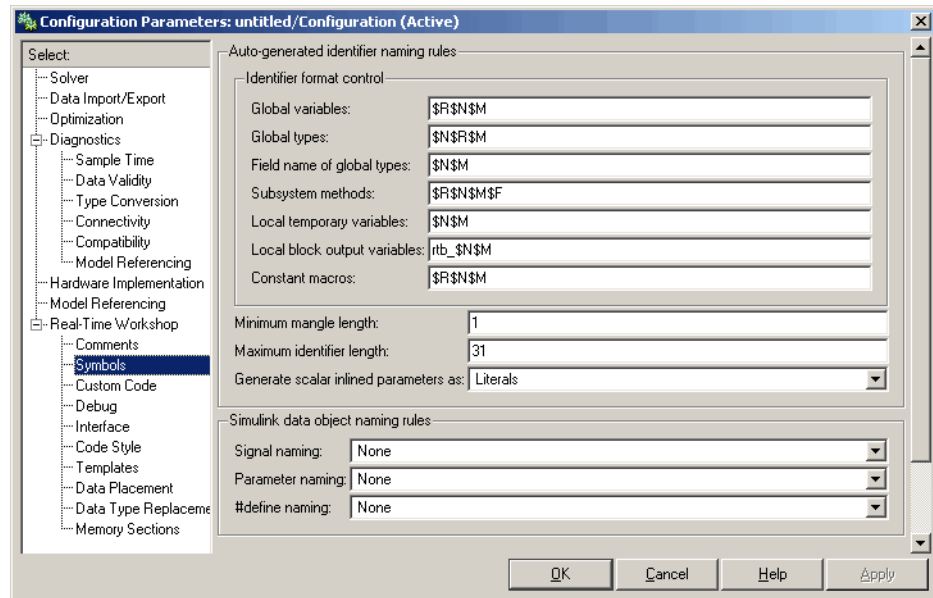 Configuration Parameters: untitled/Configuration (Active)
Select:
Solver
Data Import/Export
Optimization
Diagnostics
Sample Time
Data Validity
Type Conversion
Connectivity
Compatibility
Model Referencing
Hardware Implementation
Model Referencing
Real-Time Workshop
Comments
Symbols
Custom Code
Debug
Interface
Code Style
Templates
Data Placement
Data Type Replaceme
Memory Sections
Auto-generated identifier naming rules
Identifier format control
Global variables: $R$N$M
Global types: $N$R$M
Field name of global types: $N$M
Subsystem methods: $R$N$M$F
Local temporary variables: $N$M
Local block output variables: rtb_$N$M
Constant macros: $R$N$M
Minimum mangle length: 1
Maximum identifier length: 31
Generate scalar inlined parameters as: Literals
Simulink data object naming rules
Signal naming: None
Parameter naming: None
#define naming: None
OK Cancel Help Apply